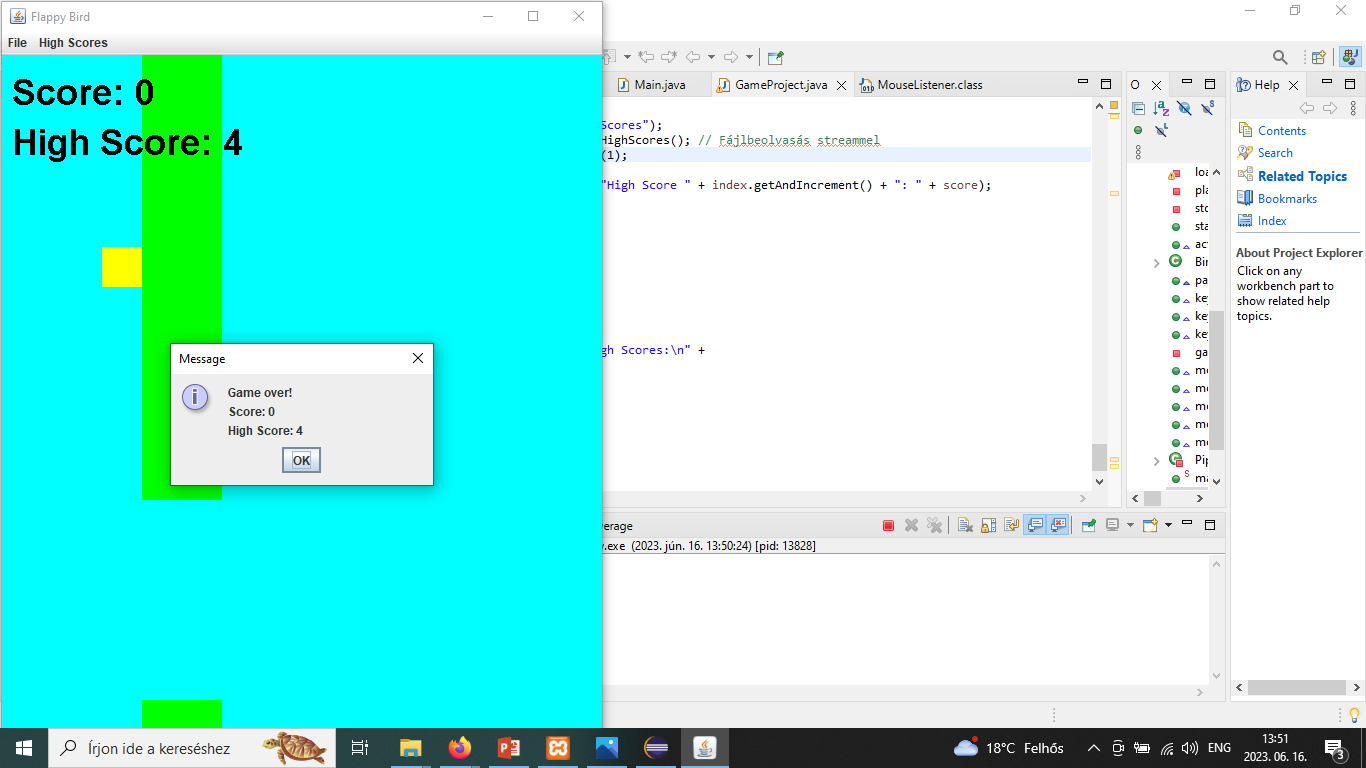 Flappy Bird
File High Scores
Score: 0
High Score: 4
Message
Game over!
Score: 0
High Score: 4
OK
Main.java
GameProject.java
MouseListener.class
Scores");
HighScores(); // Fájlbeolvasás streammel
(1);
"High Score " + index.getAndIncrement() + ": " + score);
gh Scores:\n" +
O
loa
pla
sto
sta
act
Bir
pa
key
key
key
ga
mo
mo
mo
mo
mo
Pip
S ma
Help
Contents
Search
Related Topics
Bookmarks
Index
About Project Explorer
Click on any
workbench part to
show related help
topics.
verage
v.exe (2023. jún. 16. 13:50:24) [pid: 13828]
Írjon ide a kereséshez
18°C Felhős
ENG
13:51
2023. 06. 16.
3